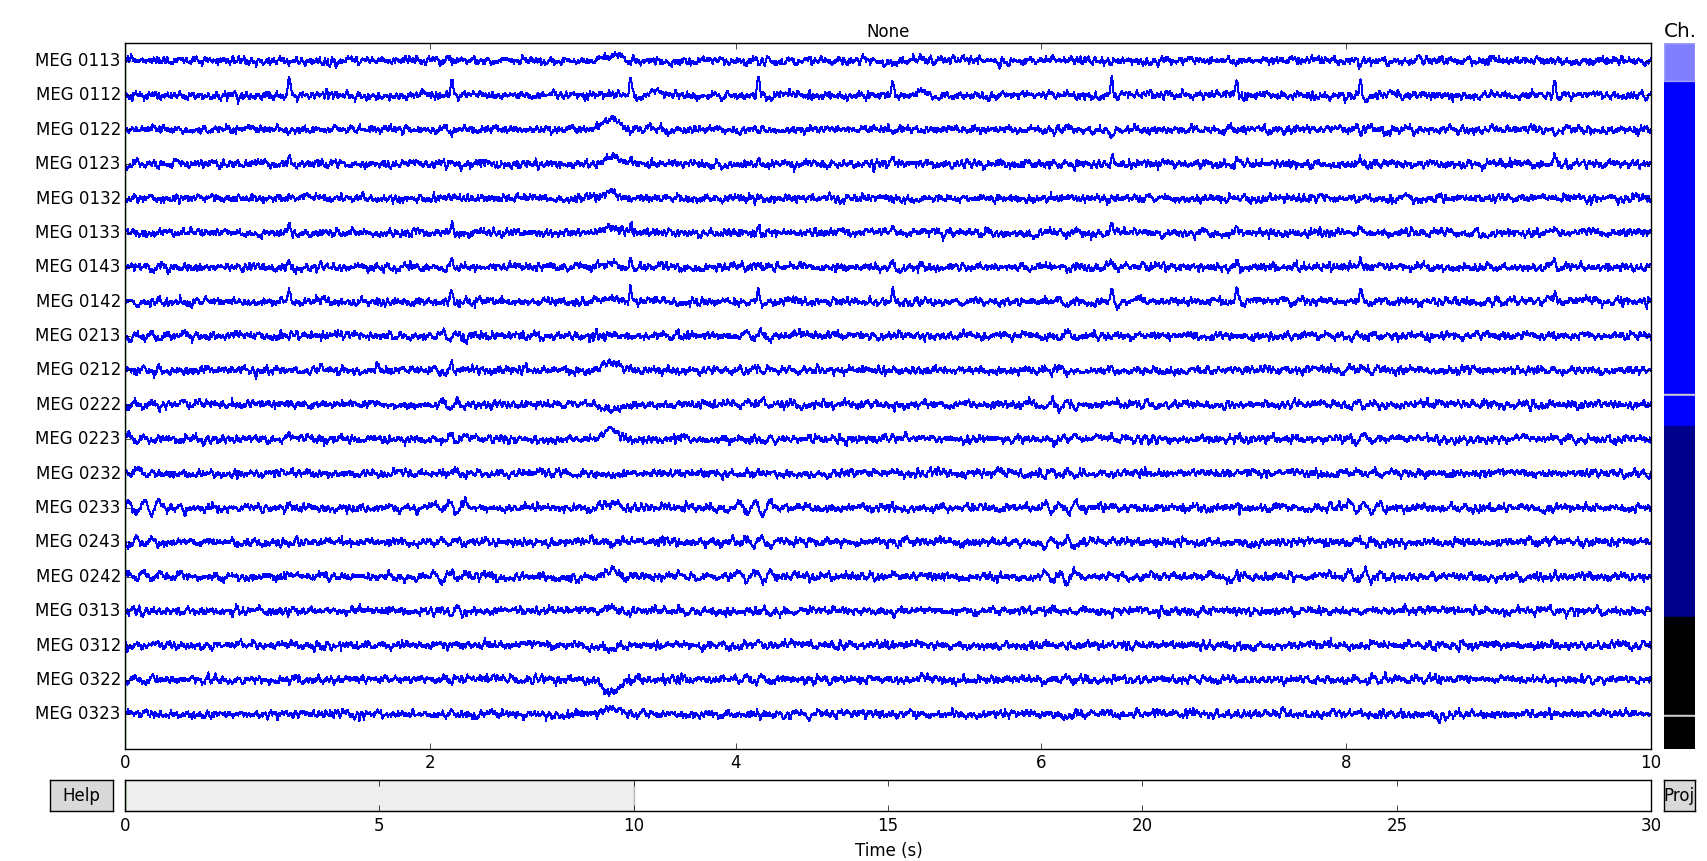 None
Ch.
MEG 0113
MEG 0112
MEG 0122
MEG 0123
MEG 0132
MEG 0133
MEG 0143
MEG 0142
MEG 0213
MEG 0212
MEG 0222
MEG 0223
MEG 0232
MEG 0233
MEG 0243
MEG 0242
MEG 0313
MEG 0312
MEG 0322
MEG 0323
0 2 4 6 8 10
Help
Proj
0 5 10 15 20 25 30
Time (s)